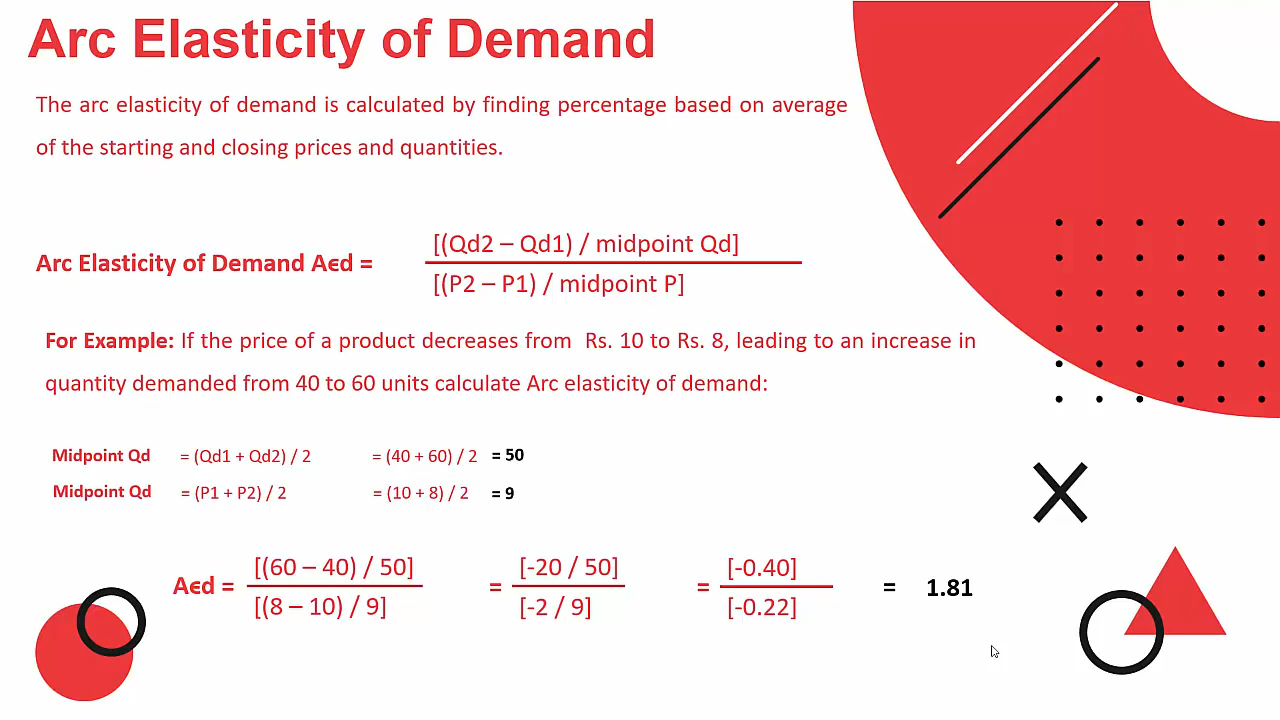 Arc Elasticity of Demand
The arc elasticity of demand is calculated by finding percentage based on average
of the starting and closing prices and quantities.
Arc Elasticity of Demand Aϵd =
[(Qd2 – Qd1) / midpoint Qd]
[(P2 – P1) / midpoint P]
For Example: If the price of a product decreases from Rs. 10 to Rs. 8, leading to an increase in
quantity demanded from 40 to 60 units calculate Arc elasticity of demand:
Midpoint Qd = (Qd1 + Qd2) / 2 = (40 + 60) / 2 = 50
Midpoint Qd = (P1 + P2) / 2 = (10 + 8) / 2 = 9
[(60 – 40) / 50] [-20 / 50] [-0.40]
Aϵd = = = = 1.81
[(8 – 10) / 9] [-2 / 9] [-0.22]